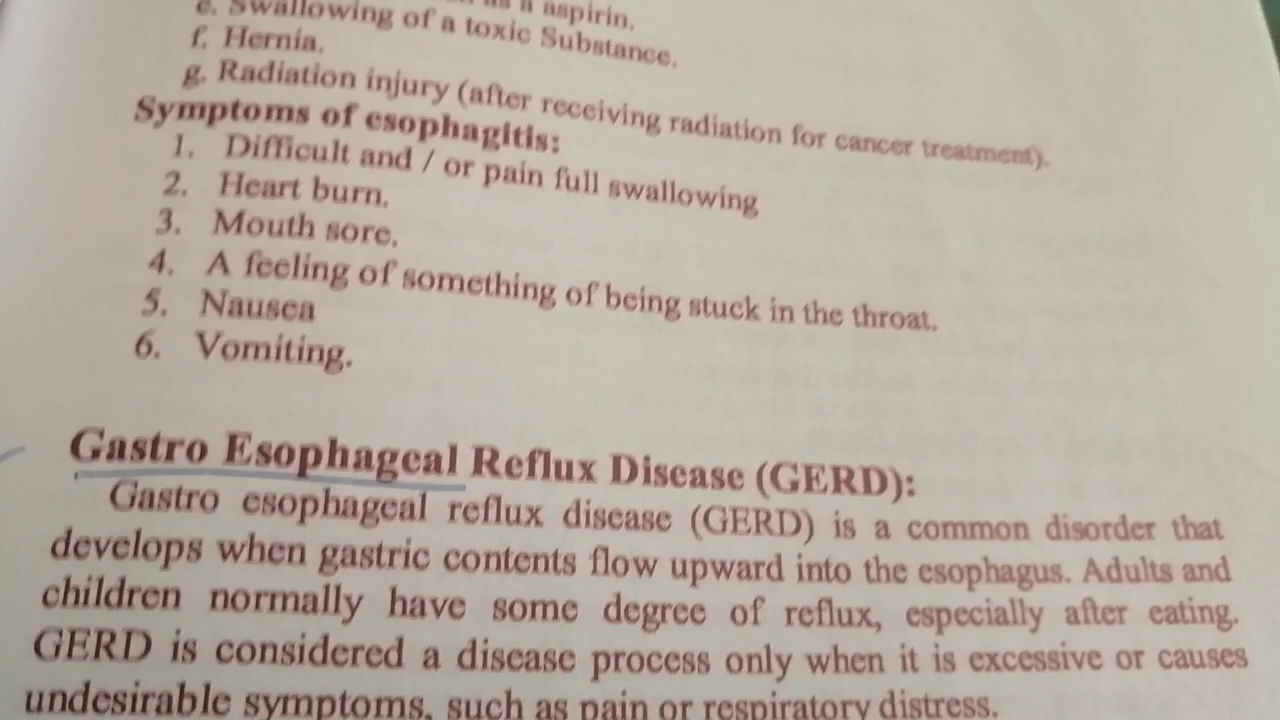 a aspirin.
e. Swallowing of a toxic Substance.
f. Hernia.
g. Radiation injury (after receiving radiation for cancer treatment).
Symptoms of esophagitis:
1. Difficult and / or pain full swallowing
2. Heart burn.
3. Mouth sore.
4. A feeling of something of being stuck in the throat.
5. Nausea
6. Vomiting.
Gastro Esophageal Reflux Disease (GERD):
Gastro esophageal reflux disease (GERD) is a common disorder that
develops when gastric contents flow upward into the esophagus. Adults and
children normally have some degree of reflux, especially after eating.
GERD is considered a disease process only when it is excessive or causes
undesirable symptoms, such as pain or respiratory distress.